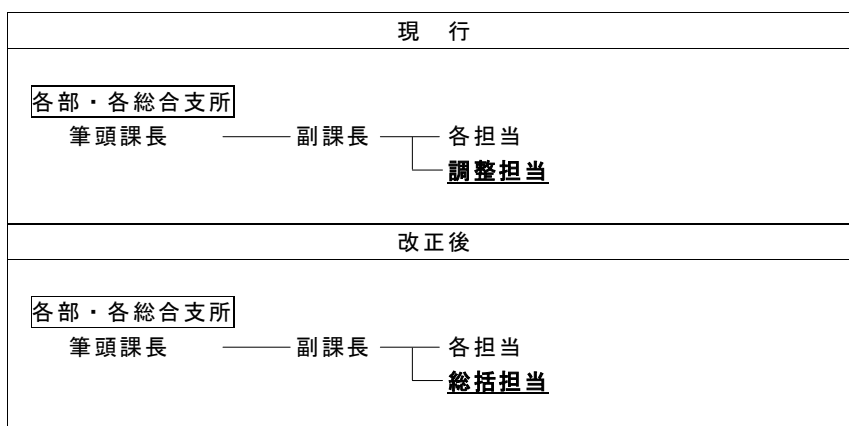 現　行
各部・各総合支所
筆頭課長 副課長 各担当
調整担当
改正後
各部・各総合支所
筆頭課長 副課長 各担当
総括担当